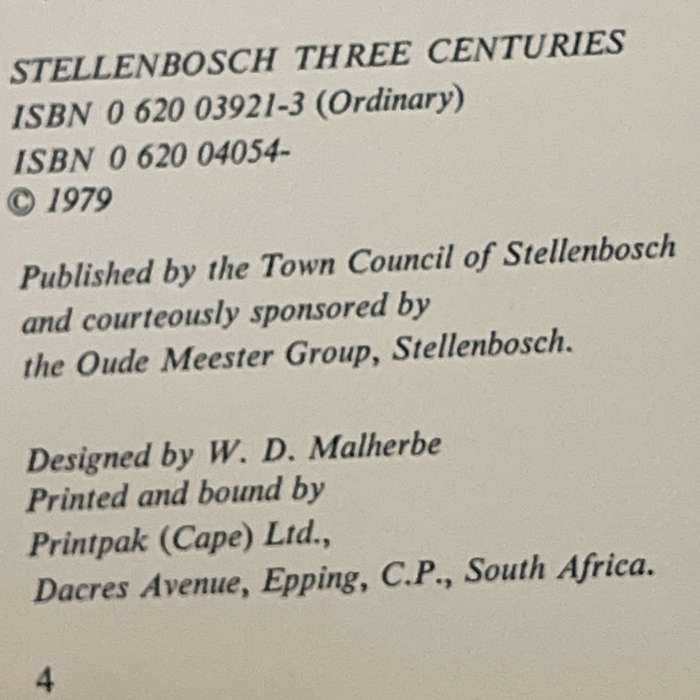 STELLENBOSCH THREE CENTURIES
ISBN 0 620 03921-3 (Ordinary)
ISBN 0 620 04054-
© 1979
Published by the Town Council of Stellenbosch
and courteously sponsored by
the Oude Meester Group, Stellenbosch.
Designed by W. D. Malherbe
Printed and bound by
Printpak (Cape) Ltd.,
Dacres Avenue, Epping, C.P., South Africa.
4